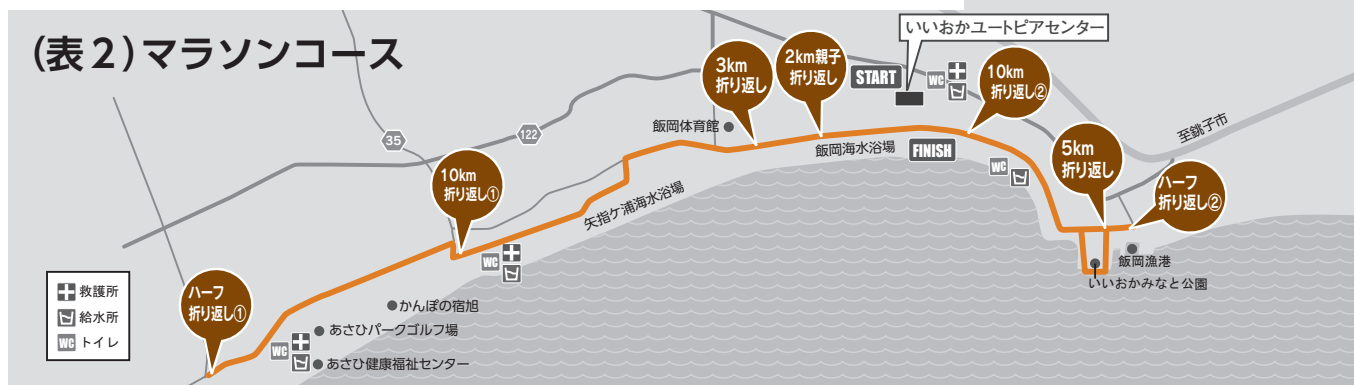 (表２)マラソンコース
いいおかユートピアセンター
3km
折り返し
2km親子
折り返し
START
WC
10km
折り返し②
35
122
飯岡体育館
飯岡海水浴場
FINISH
WC
5km
折り返し
至銚子市
10km
折り返し①
矢指ケ浦海水浴場
ハーフ
折り返し②
WC
飯岡漁港
いいおかみなと公園
救護所
給水所
WC トイレ
ハーフ
折り返し①
かんぽの宿旭
あさひパークゴルフ場
WC
あさひ健康福祉センター